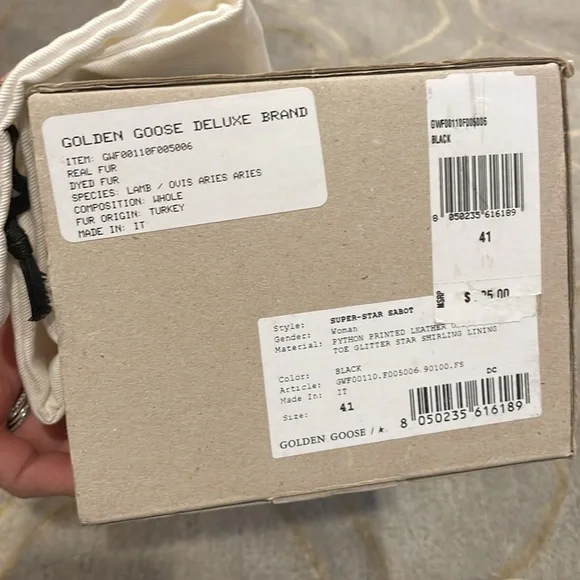 GOLDEN GOOSE DELUXE BRAND
ITEM: GWF00110F005006
REAL FUR
DYED FUR
SPECIES: LAMB / OVIS ARIES ARIES
COMPOSITION: WHOLE
FUR ORIGIN: TURKEY
MADE IN: IT
GWF00110F005006
BLACK
8 050235 616189
41
MSRP
$ 25.00
Style: SUPER-STAR SABOT
Gender: Woman
Material: PYTHON PRINTED LEATHER
TOE GLITTER STAR SHIRLING LINING
Color: BLACK
Article: GWF00110.F005006.90100.F5
Made In: IT
DC
Size: 41
8 050235 616189
GOLDEN GOOSE / ★.